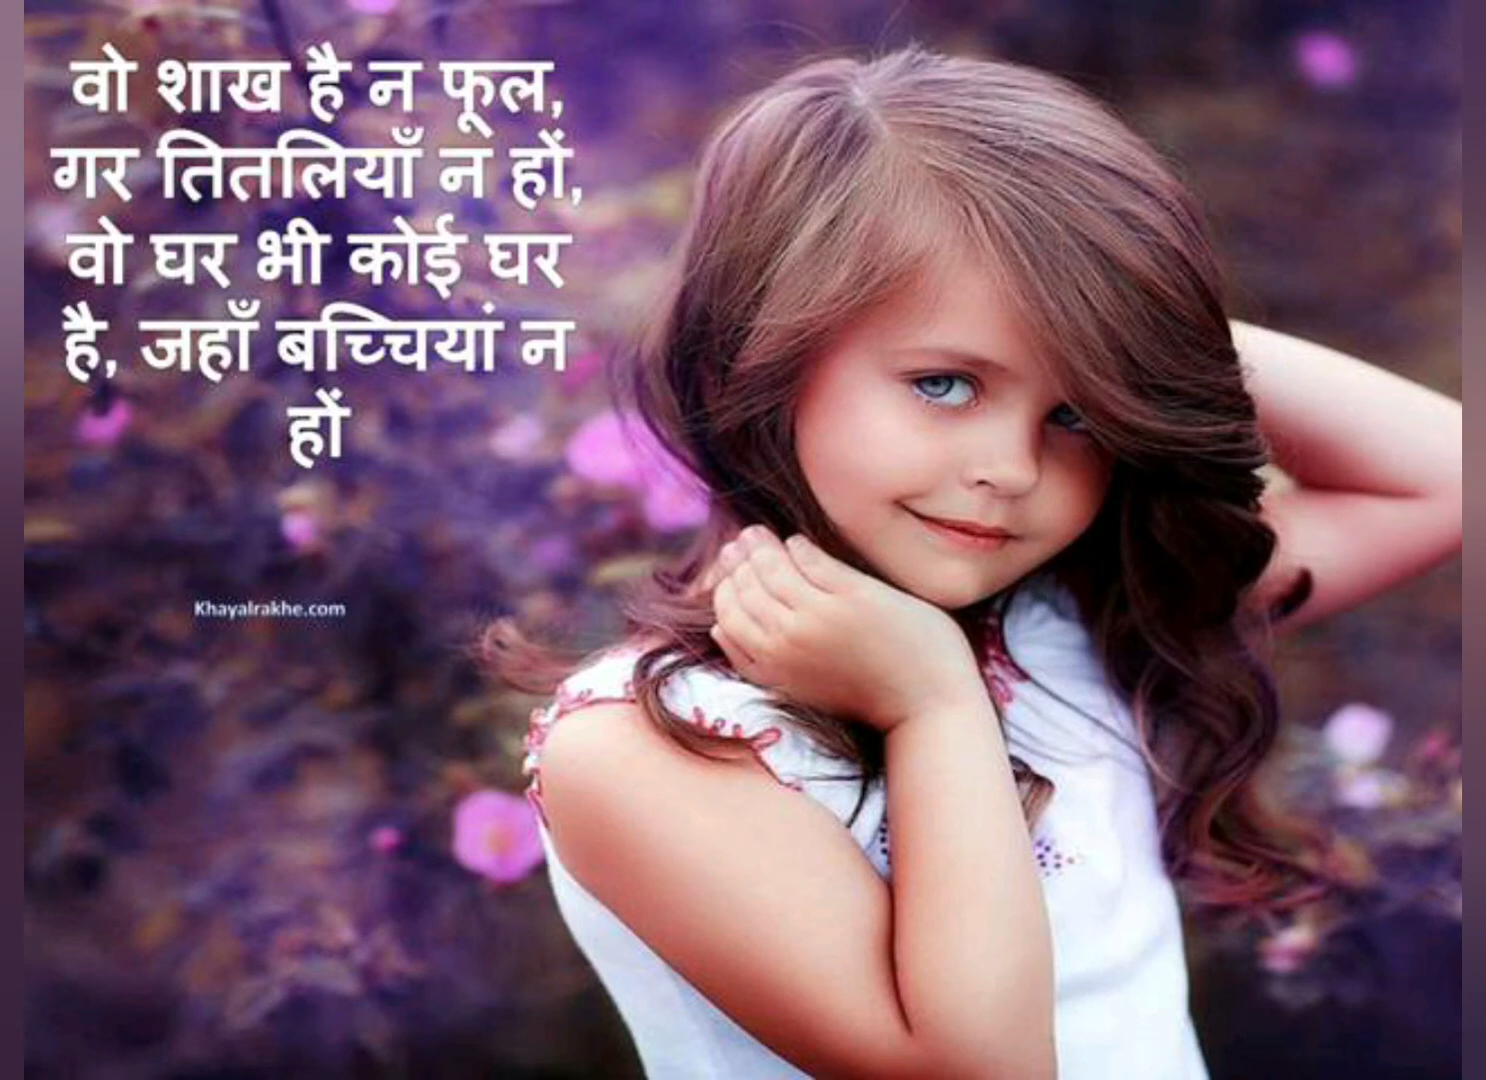 वो शाख है न फूल,
गर तितलियाँ न हों,
वो घर भी कोई घर
है, जहाँ बच्चियां न
हों
Khayalrakhe.com